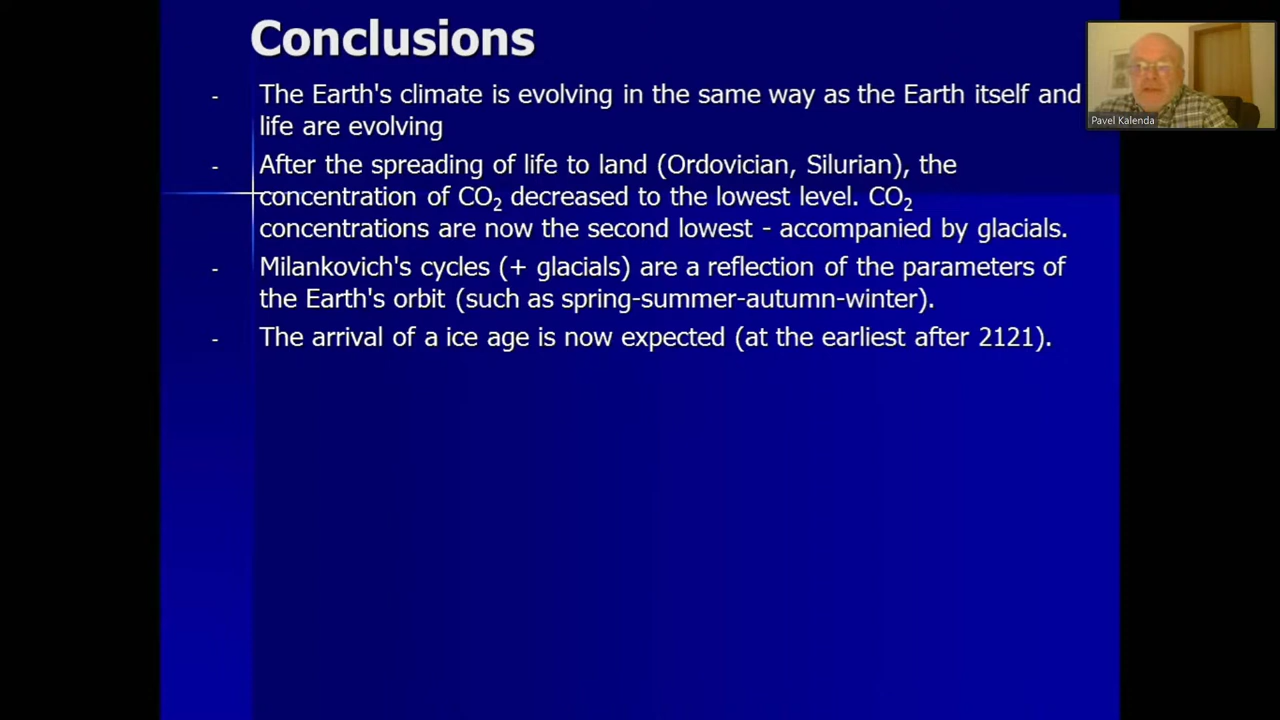 Conclusions
- The Earth's climate is evolving in the same way as the Earth itself and
life are evolving
- After the spreading of life to land (Ordovician, Silurian), the
concentration of CO₂ decreased to the lowest level. CO₂
concentrations are now the second lowest - accompanied by glacials.
- Milankovich's cycles (+ glacials) are a reflection of the parameters of
the Earth's orbit (such as spring-summer-autumn-winter).
- The arrival of a ice age is now expected (at the earliest after 2121).
Pavel Kalenda